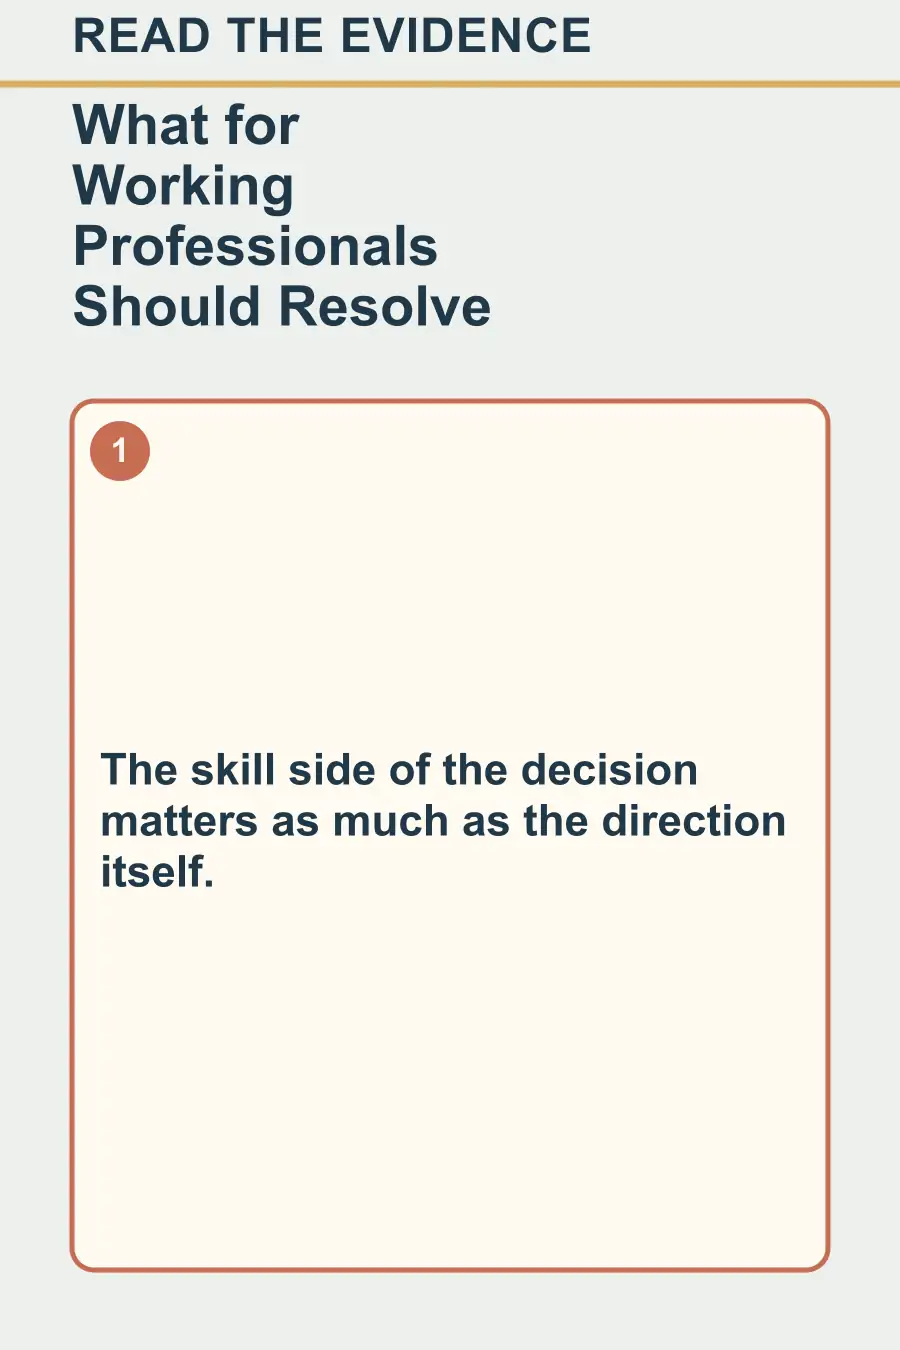 READ THE EVIDENCE
What for
Working
Professionals
Should Resolve
1
The skill side of the decision
matters as much as the direction
itself.